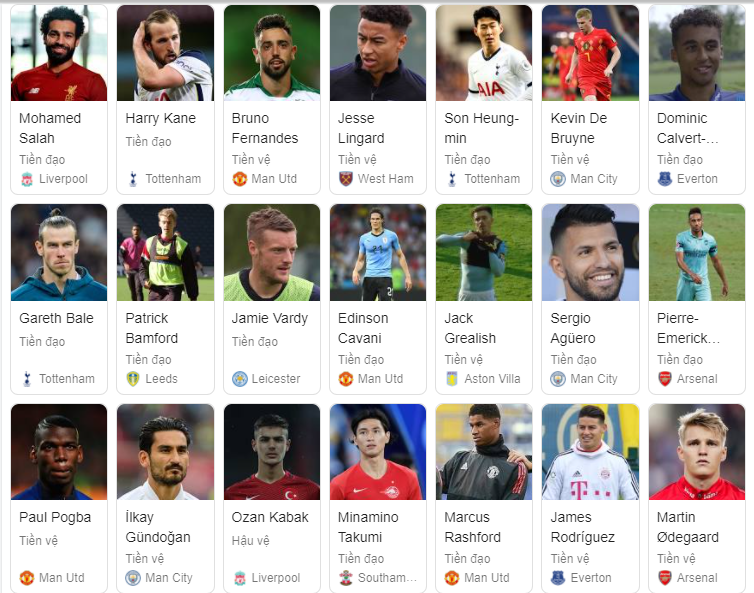 Mohamed
Salah
Tiền đạo
Liverpool
Harry Kane
Tiền đạo
Tottenham
Bruno
Fernandes
Tiền vệ
Man Utd
Jesse
Lingard
Tiền vệ
West Ham
AIA
Son Heung-
min
Tiền đạo
Tottenham
Kevin De
Bruyne
Tiền vệ
Man City
Dominic
Calvert-...
Tiền đạo
Everton
Gareth Bale
Tiền đạo
Tottenham
Patrick
Bamford
Tiền đạo
Leeds
Jamie Vardy
Tiền đạo
Leicester
Edinson
Cavani
Tiền đạo
Man Utd
Jack
Grealish
Tiền vệ
Aston Villa
Sergio
Agüero
Tiền đạo
Man City
Pierre-
Emerick...
Tiền đạo
Arsenal
Paul Pogba
Tiền vệ
Man Utd
İlkay
Gündoğan
Tiền vệ
Man City
Ozan Kabak
Hậu vệ
Liverpool
Minamino
Takumi
Tiền đạo
Southam...
Marcus
Rashford
Tiền đạo
Man Utd
James
Rodríguez
Tiền vệ
Everton
Martin
Ødegaard
Tiền vệ
Arsenal